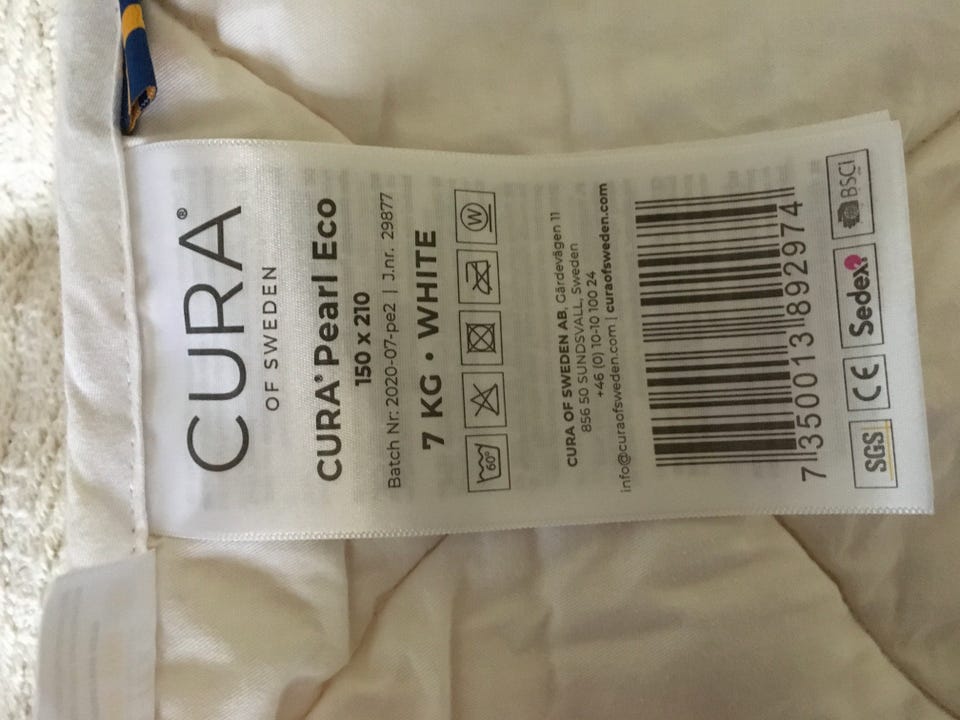 CURA®
OF SWEDEN
CURA® Pearl Eco
150 x 210
Batch Nr: 2020-07-pe2 | J.nr. 29877
7 KG • WHITE
60°
W
CURA OF SWEDEN AB, Gärdevägen 11
856 50 SUNDSVALL, Sweden
+46 (0) 10-10 100 24
info@curaofsweden.com | curaofsweden.com
7 350013 892974
SGS CE Sedex BSCI